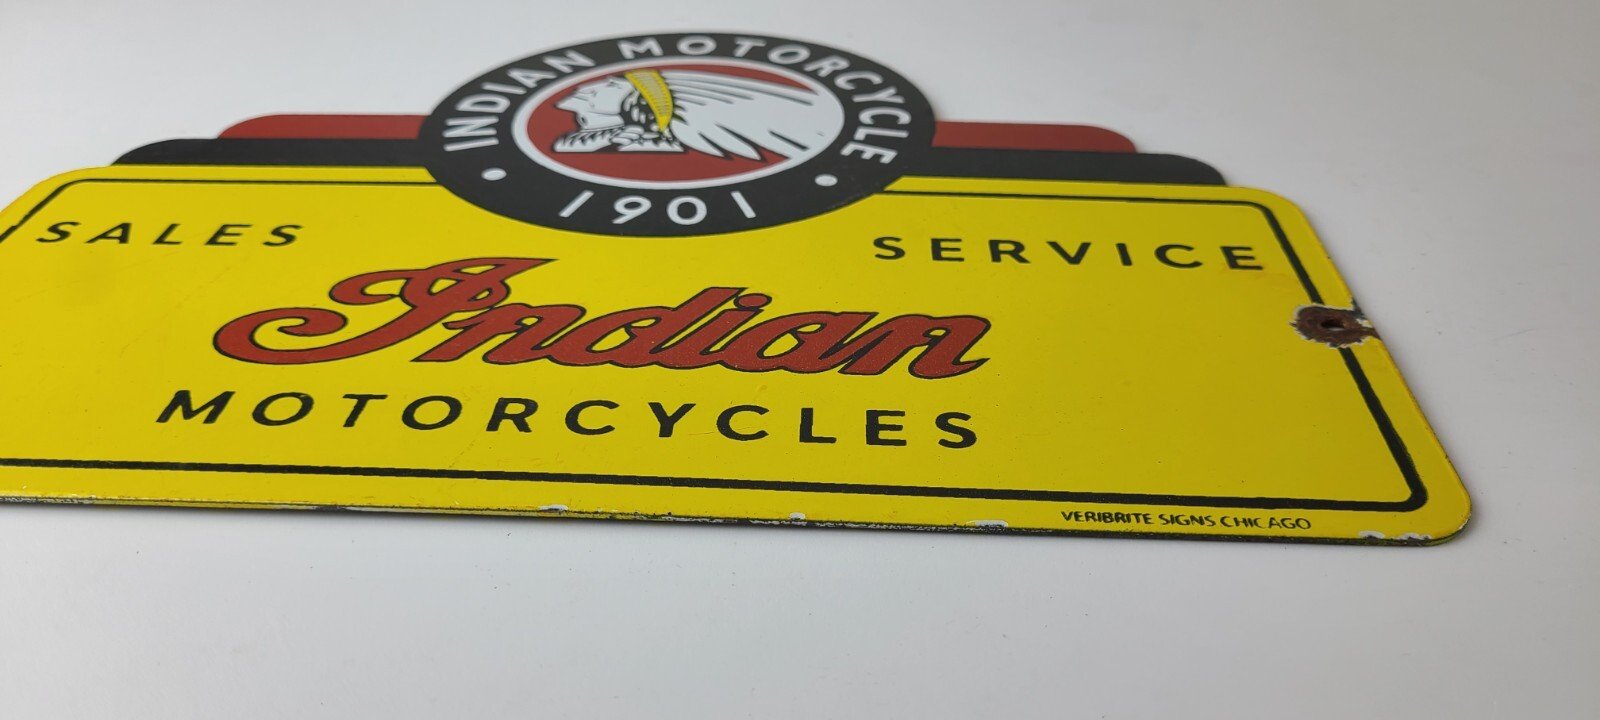 INDIAN MOTORCYCLE
• 1901 •
SALES SERVICE
Indian
MOTORCYCLES
VERIBRITE SIGNS CHICAGO